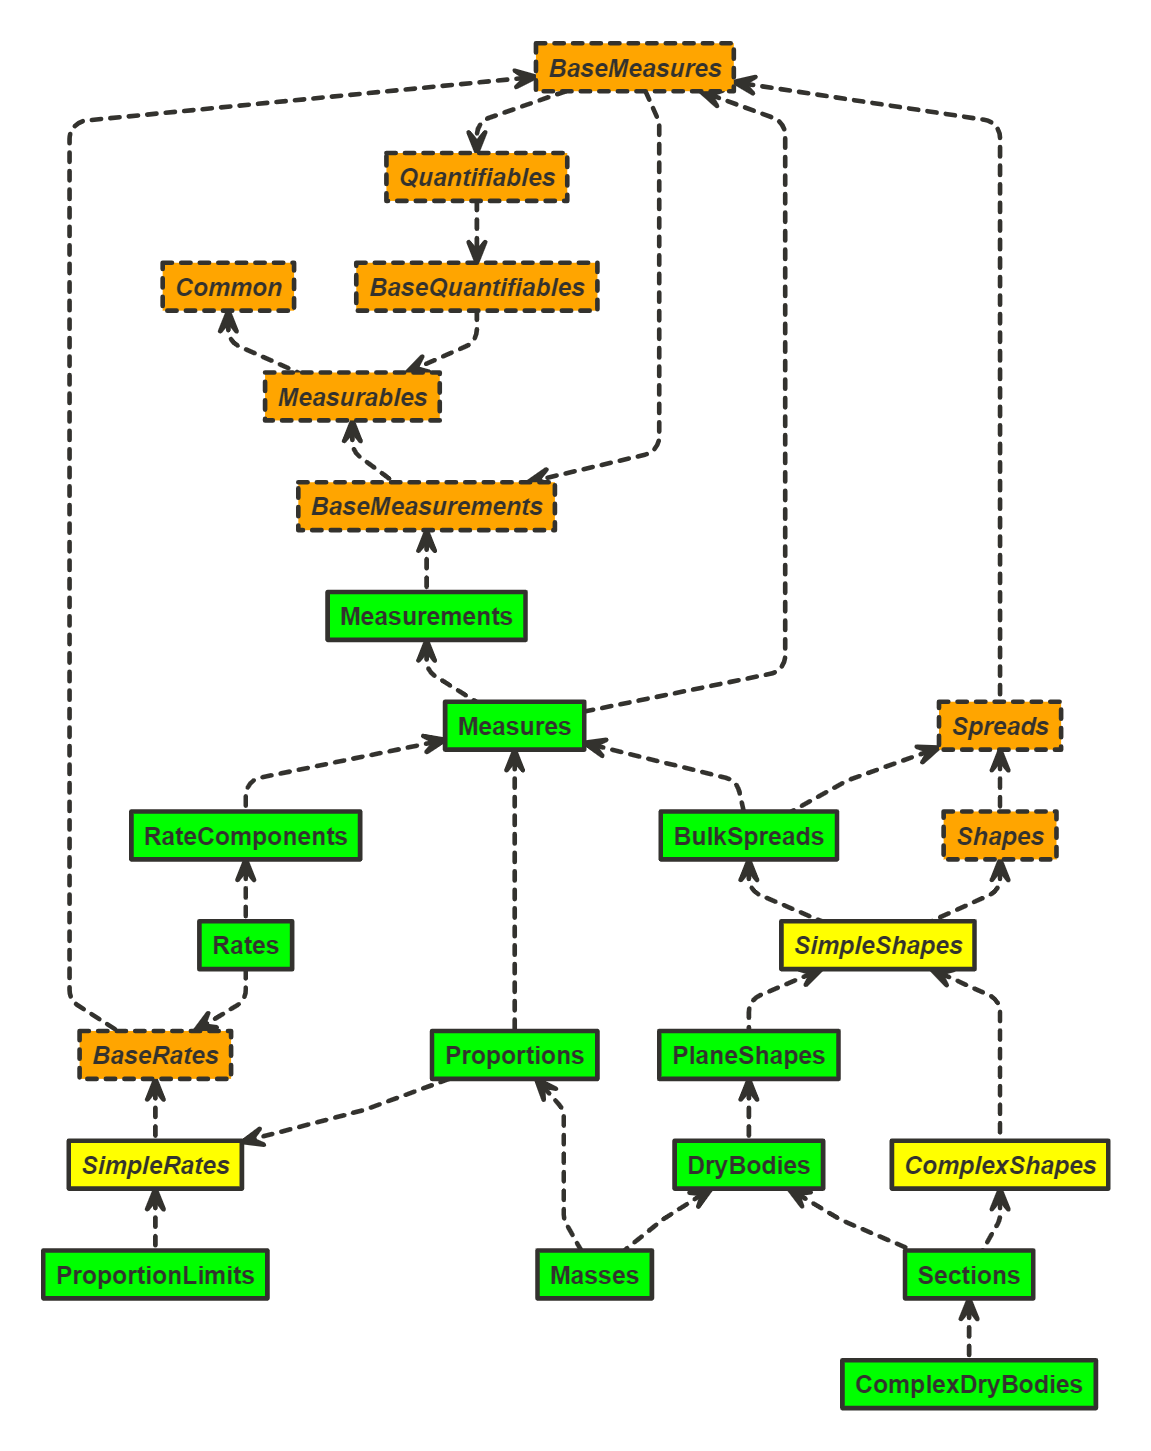 BaseMeasures
Quantifiables
Common
BaseQuantifiables
Measurables
BaseMeasurements
Measurements
Measures
Spreads
RateComponents
BulkSpreads
Shapes
Rates
SimpleShapes
BaseRates
Proportions
PlaneShapes
SimpleRates
DryBodies
ComplexShapes
ProportionLimits
Masses
Sections
ComplexDryBodies